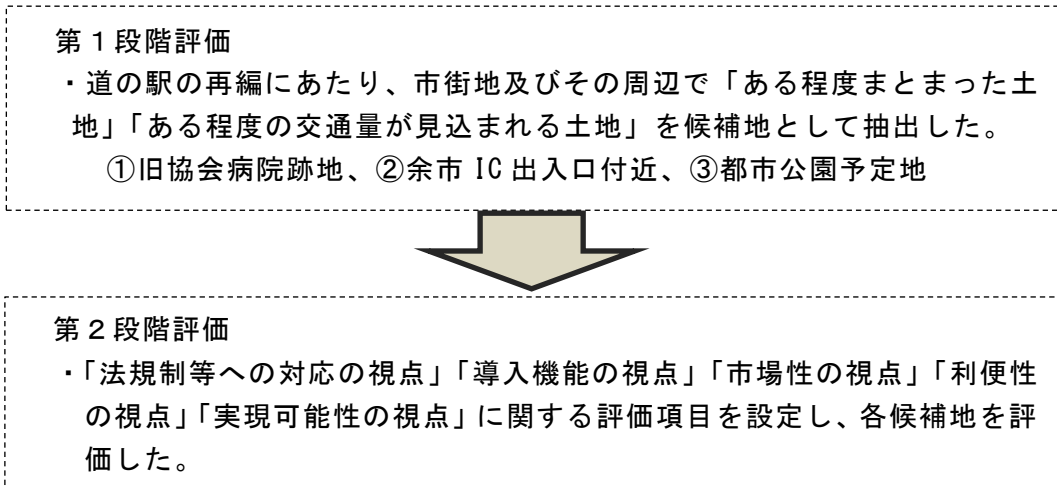 第１段階評価
・道の駅の再編にあたり、市街地及びその周辺で「ある程度まとまった土
地」「ある程度の交通量が見込まれる土地」を候補地として抽出した。
①旧協会病院跡地、②余市 IC 出入口付近、③都市公園予定地
第２段階評価
・「法規制等への対応の視点」「導入機能の視点」「市場性の視点」「利便性
の視点」「実現可能性の視点」に関する評価項目を設定し、各候補地を評
価した。